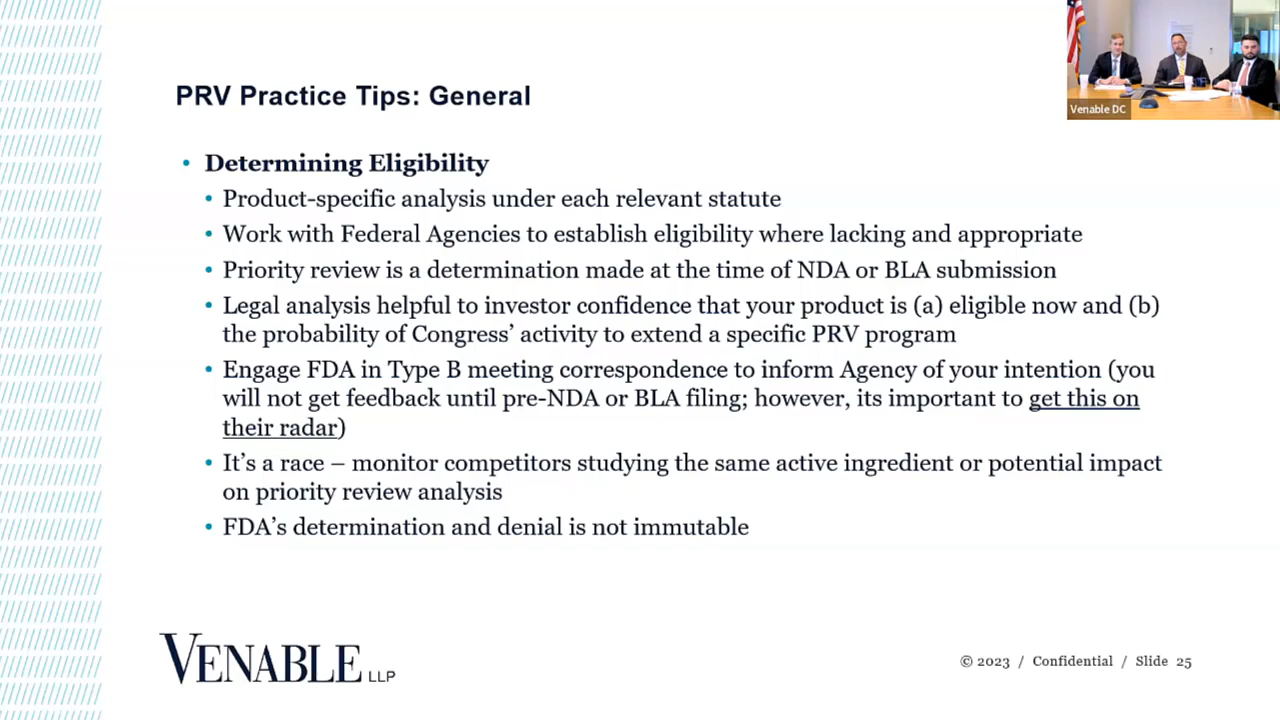 Venable DC
PRV Practice Tips: General
• Determining Eligibility
• Product-specific analysis under each relevant statute
• Work with Federal Agencies to establish eligibility where lacking and appropriate
• Priority review is a determination made at the time of NDA or BLA submission
• Legal analysis helpful to investor confidence that your product is (a) eligible now and (b)
the probability of Congress’ activity to extend a specific PRV program
• Engage FDA in Type B meeting correspondence to inform Agency of your intention (you
will not get feedback until pre-NDA or BLA filing; however, its important to get this on
their radar)
• It’s a race – monitor competitors studying the same active ingredient or potential impact
on priority review analysis
• FDA’s determination and denial is not immutable
VENABLE LLP
© 2023 / Confidential / Slide 25